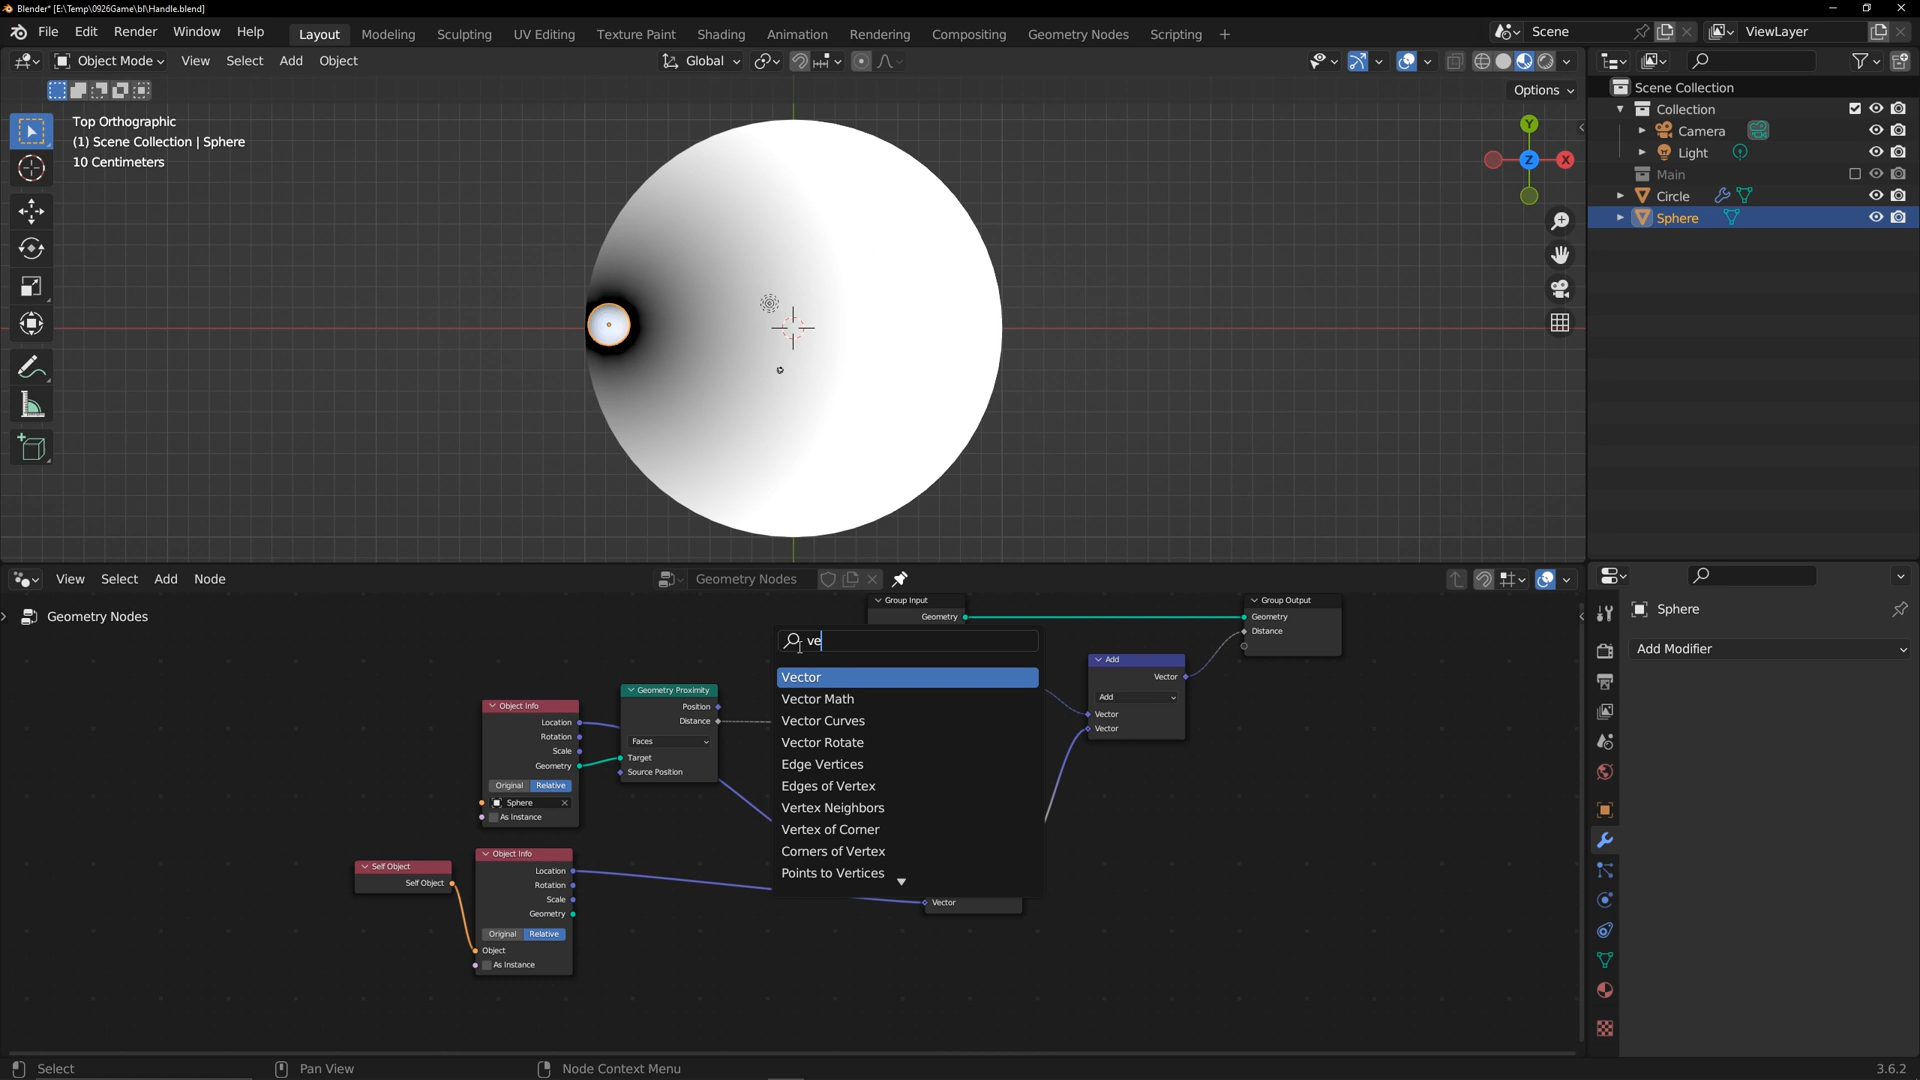 Blender* [E:\Temp\0926Game\bl\Handle.blend]
File Edit Render Window Help
Layout Modeling Sculpting UV Editing Texture Paint Shading Animation Rendering Compositing Geometry Nodes Scripting +
Scene
ViewLayer
Object Mode View Select Add Object
Global
Options
Top Orthographic
(1) Scene Collection | Sphere
10 Centimeters
Y
Z
X
Scene Collection
Collection
Camera
Light
Main
Circle
Sphere
View Select Add Node
Geometry Nodes
Geometry Nodes
Group Input
Geometry
Group Output
Geometry
Distance
ve
Vector
Vector Math
Vector Curves
Vector Rotate
Edge Vertices
Edges of Vertex
Vertex Neighbors
Vertex of Corner
Corners of Vertex
Points to Vertices
Add
Vector
Add
Vector
Vector
Geometry Proximity
Position
Distance
Faces
Target
Source Position
Object Info
Location
Rotation
Scale
Geometry
Original Relative
Sphere
As Instance
Self Object
Self Object
Object Info
Location
Rotation
Scale
Geometry
Original Relative
Object
As Instance
Vector
Sphere
Add Modifier
Select
Pan View
Node Context Menu
3.6.2